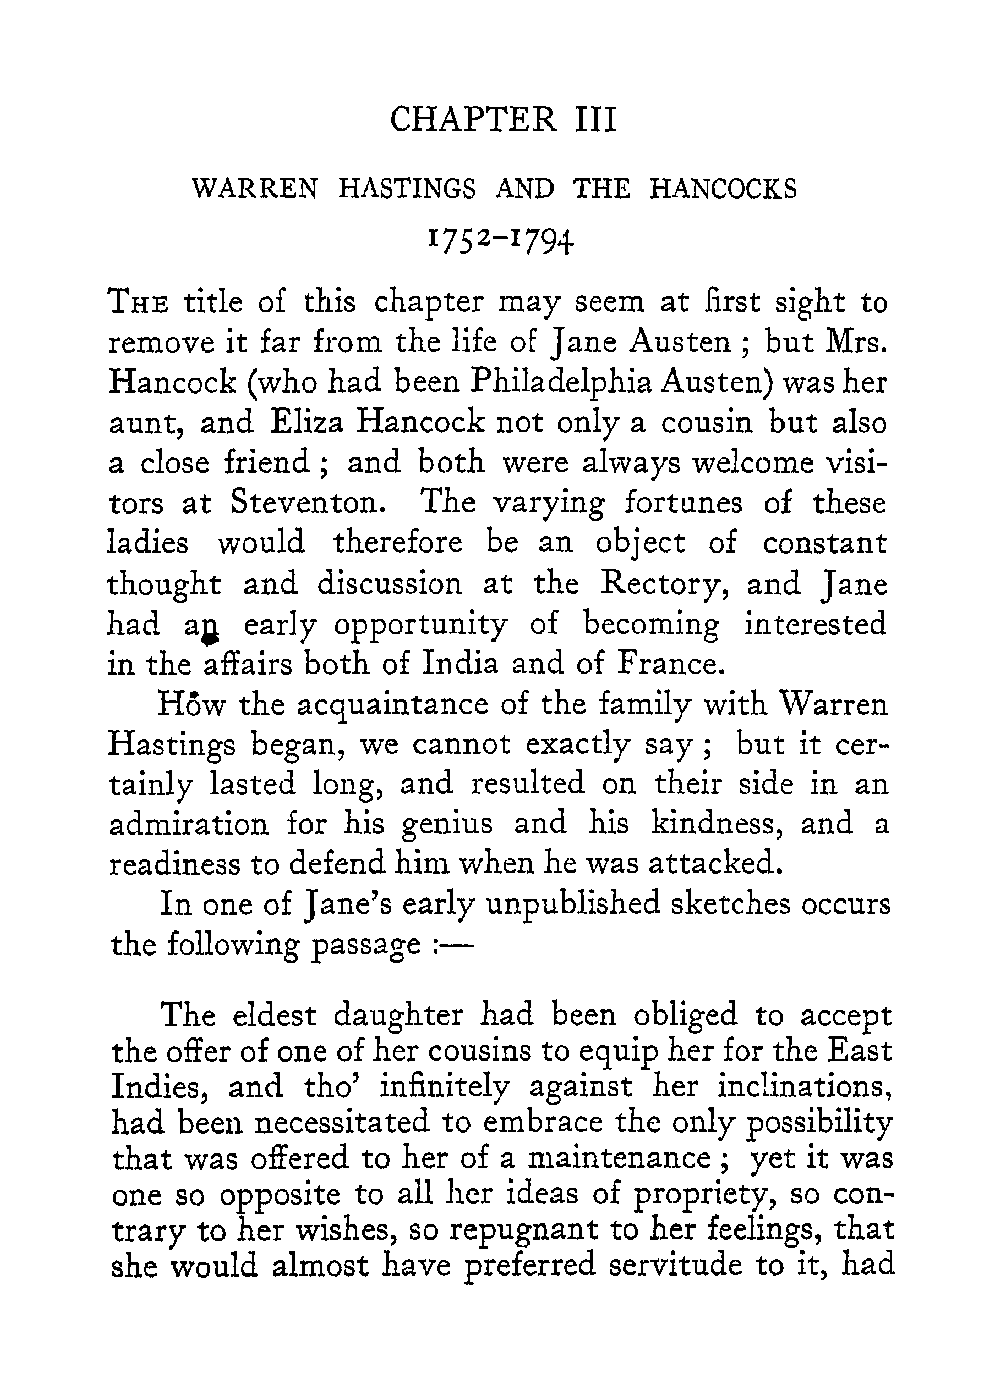 CHAPTER III
WARREN HASTINGS AND THE HANCOCKS
1752–1794
THE title of this chapter may seem at first sight to
remove it far from the life of Jane Austen ; but Mrs.
Hancock (who had been Philadelphia Austen) was her
aunt, and Eliza Hancock not only a cousin but also
a close friend ; and both were always welcome visi-
tors at Steventon. The varying fortunes of these
ladies would therefore be an object of constant
thought and discussion at the Rectory, and Jane
had an early opportunity of becoming interested
in the affairs both of India and of France.
How the acquaintance of the family with Warren
Hastings began, we cannot exactly say ; but it cer-
tainly lasted long, and resulted on their side in an
admiration for his genius and his kindness, and a
readiness to defend him when he was attacked.
In one of Jane’s early unpublished sketches occurs
the following passage :—
The eldest daughter had been obliged to accept
the offer of one of her cousins to equip her for the East
Indies, and tho’ infinitely against her inclinations,
had been necessitated to embrace the only possibility
that was offered to her of a maintenance ; yet it was
one so opposite to all her ideas of propriety, so con-
trary to her wishes, so repugnant to her feelings, that
she would almost have preferred servitude to it, had